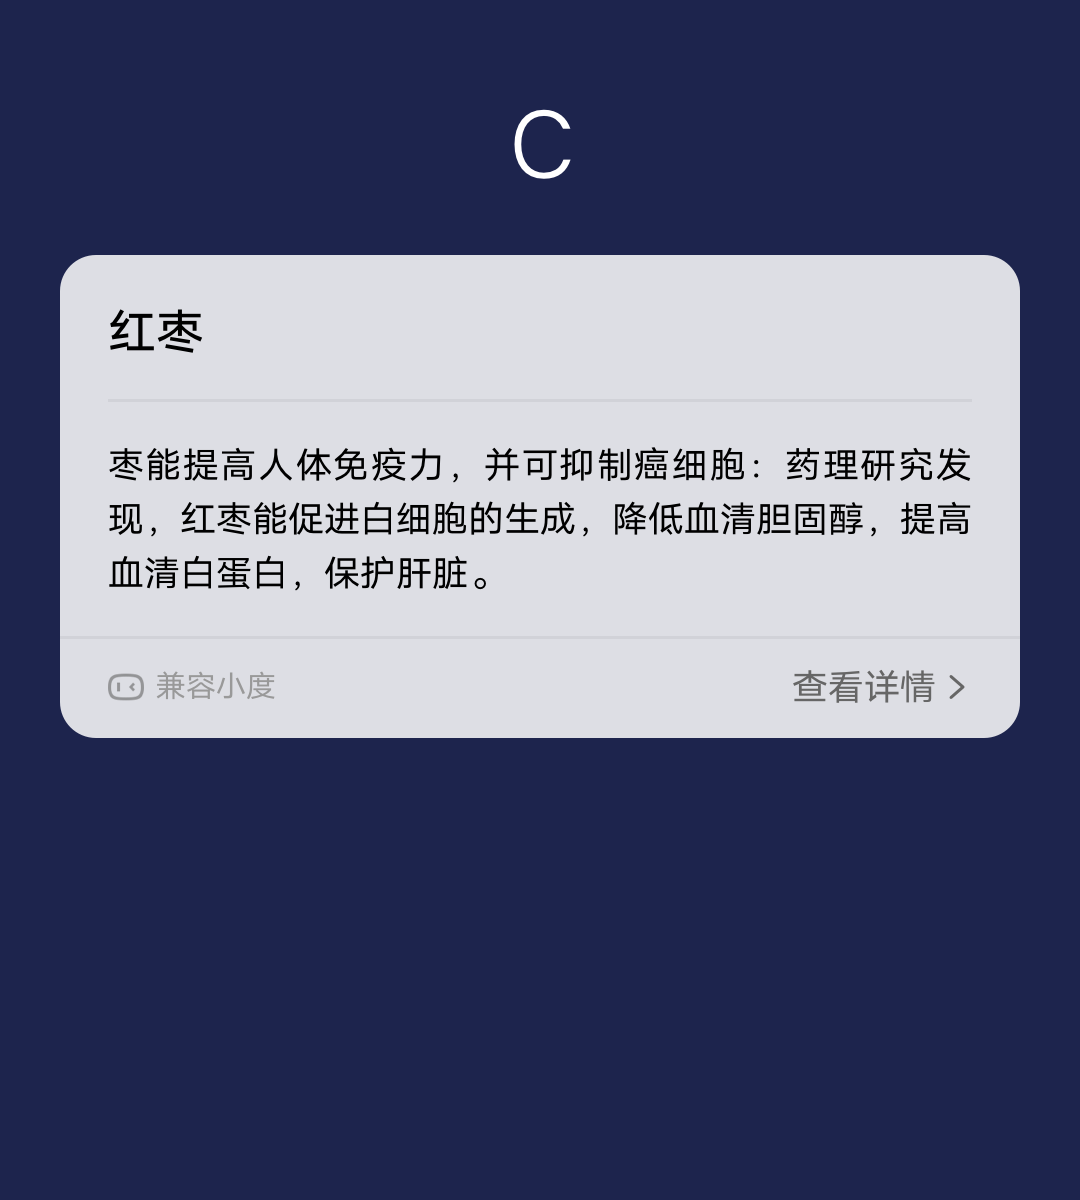 C
红枣
枣能提高人体免疫力，并可抑制癌细胞：药理研究发
现，红枣能促进白细胞的生成，降低血清胆固醇，提高
血清白蛋白，保护肝脏。
兼容小度
查看详情